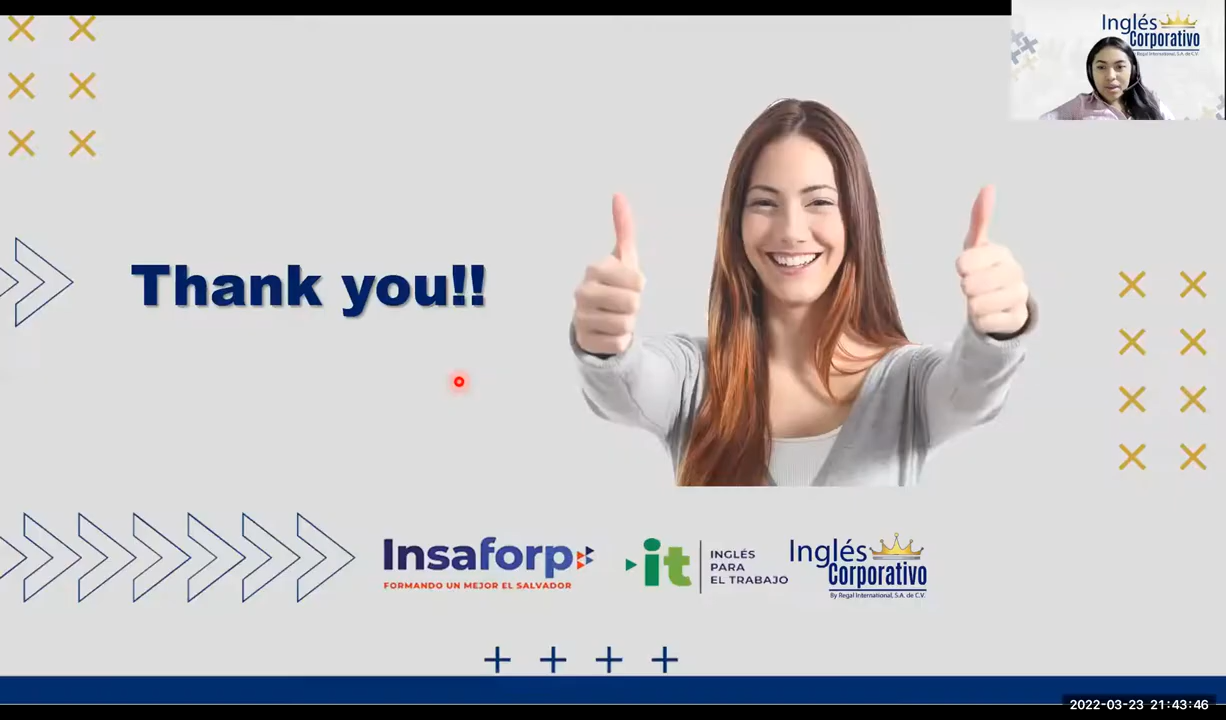 Inglés
Corporativo
by Regal International, S.A. de C.V.
Thank you!!
Insaforp
FORMANDO UN MEJOR EL SALVADOR
it
INGLÉS
PARA
EL TRABAJO
Inglés
Corporativo
By Regal International, S.A. de C.V.
2022-03-23 21:43:46